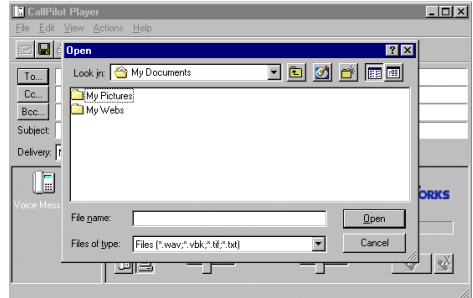 CallPilot Player
File Edit View Actions Help
Open
Look in: My Documents
To...
My Pictures
Cc...
My Webs
Bcc...
Subject:
Delivery:
Voice Mess
ORKS
File name:
Open
Files of type: Files (*.wav;*.vbk;*.tif;*.txt)
Cancel